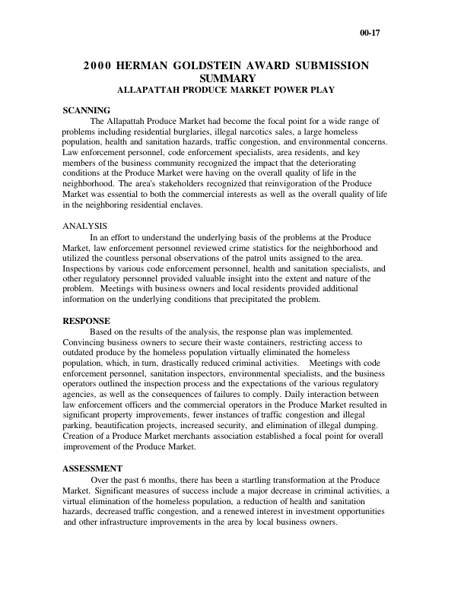 00-17
2000 HERMAN GOLDSTEIN AWARD SUBMISSION
SUMMARY
ALLAPATTAH PRODUCE MARKET POWER PLAY
SCANNING
The Allapattah Produce Market had become the focal point for a wide range of
problems including residential burglaries, illegal narcotics sales, a large homeless
population, health and sanitation hazards, traffic congestion, and environmental concerns.
Law enforcement personnel, code enforcement specialists, area residents, and key
members of the business community recognized the impact that the deteriorating
conditions at the Produce Market were having on the overall quality of life in the
neighborhood. The area's stakeholders recognized that reinvigoration of the Produce
Market was essential to both the commercial interests as well as the overall quality of life
in the neighboring residential enclaves.
ANALYSIS
In an effort to understand the underlying basis of the problems at the Produce
Market, law enforcement personnel reviewed crime statistics for the neighborhood and
utilized the countless personal observations of the patrol units assigned to the area.
Inspections by various code enforcement personnel, health and sanitation specialists, and
other regulatory personnel provided valuable insight into the extent and nature of the
problem. Meetings with business owners and local residents provided additional
information on the underlying conditions that precipitated the problem.
RESPONSE
Based on the results of the analysis, the response plan was implemented.
Convincing business owners to secure their waste containers, restricting access to
outdated produce by the homeless population virtually eliminated the homeless
population, which, in turn, drastically reduced criminal activities. Meetings with code
enforcement personnel, sanitation inspectors, environmental specialists, and the business
operators outlined the inspection process and the expectations of the various regulatory
agencies, as well as the consequences of failures to comply. Daily interaction between
law enforcement officers and the commercial operators in the Produce Market resulted in
significant property improvements, fewer instances of traffic congestion and illegal
parking, beautification projects, increased security, and elimination of illegal dumping.
Creation of a Produce Market merchants association established a focal point for overall
improvement of the Produce Market.
ASSESSMENT
Over the past 6 months, there has been a startling transformation at the Produce
Market. Significant measures of success include a major decrease in criminal activities, a
virtual elimination of the homeless population, a reduction of health and sanitation
hazards, decreased traffic congestion, and a renewed interest in investment opportunities
and other infrastructure improvements in the area by local business owners.